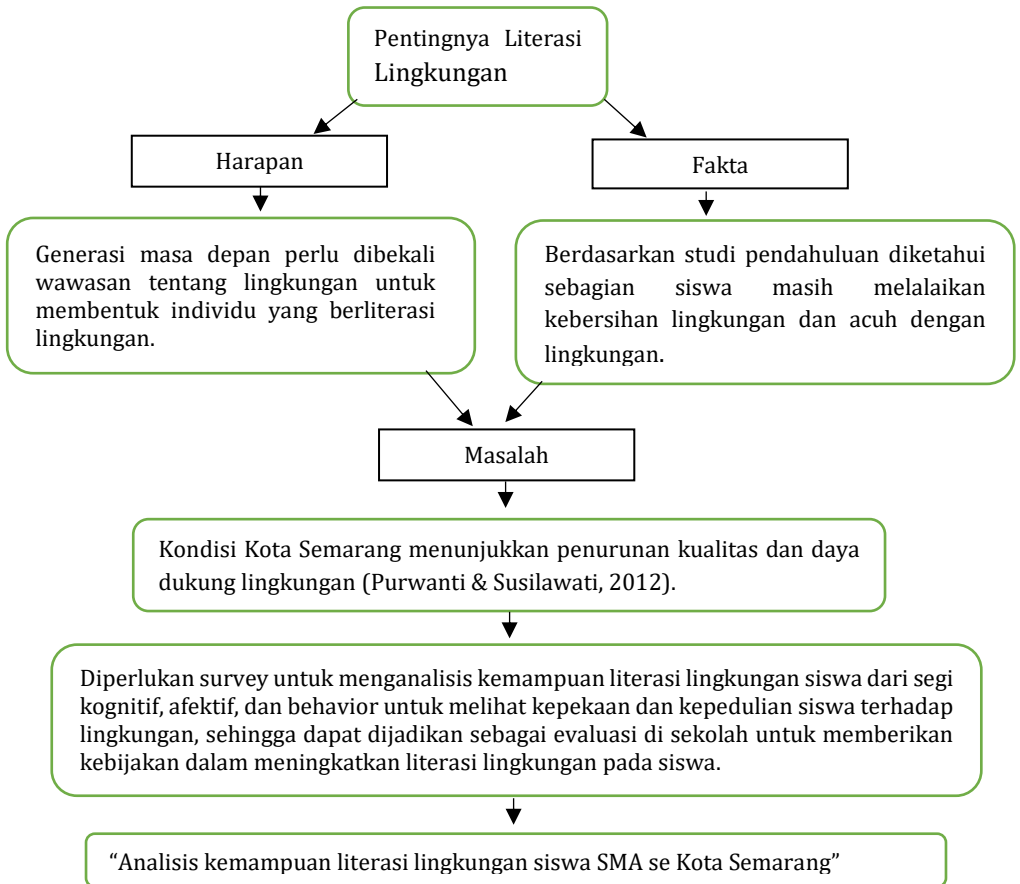 Pentingnya Literasi
Lingkungan
Harapan
Fakta
Generasi masa depan perlu dibekali
wawasan tentang lingkungan untuk
membentuk individu yang berliterasi
lingkungan.
Berdasarkan studi pendahuluan diketahui
sebagian siswa masih melalaikan
kebersihan lingkungan dan acuh dengan
lingkungan.
Masalah
Kondisi Kota Semarang menunjukkan penurunan kualitas dan daya
dukung lingkungan (Purwanti & Susilawati, 2012).
Diperlukan survey untuk menganalisis kemampuan literasi lingkungan siswa dari segi
kognitif, afektif, dan behavior untuk melihat kepekaan dan kepedulian siswa terhadap
lingkungan, sehingga dapat dijadikan sebagai evaluasi di sekolah untuk memberikan
kebijakan dalam meningkatkan literasi lingkungan pada siswa.
“Analisis kemampuan literasi lingkungan siswa SMA se Kota Semarang”